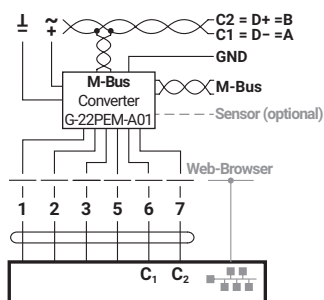 ⊥ ~ C2 = D+ =B
– + C1 = D– =A
GND
M-Bus
Converter
G-22PEM-A01
M-Bus
Sensor (optional)
Web-Browser
1 2 3 5 6 7
C₁ C₂